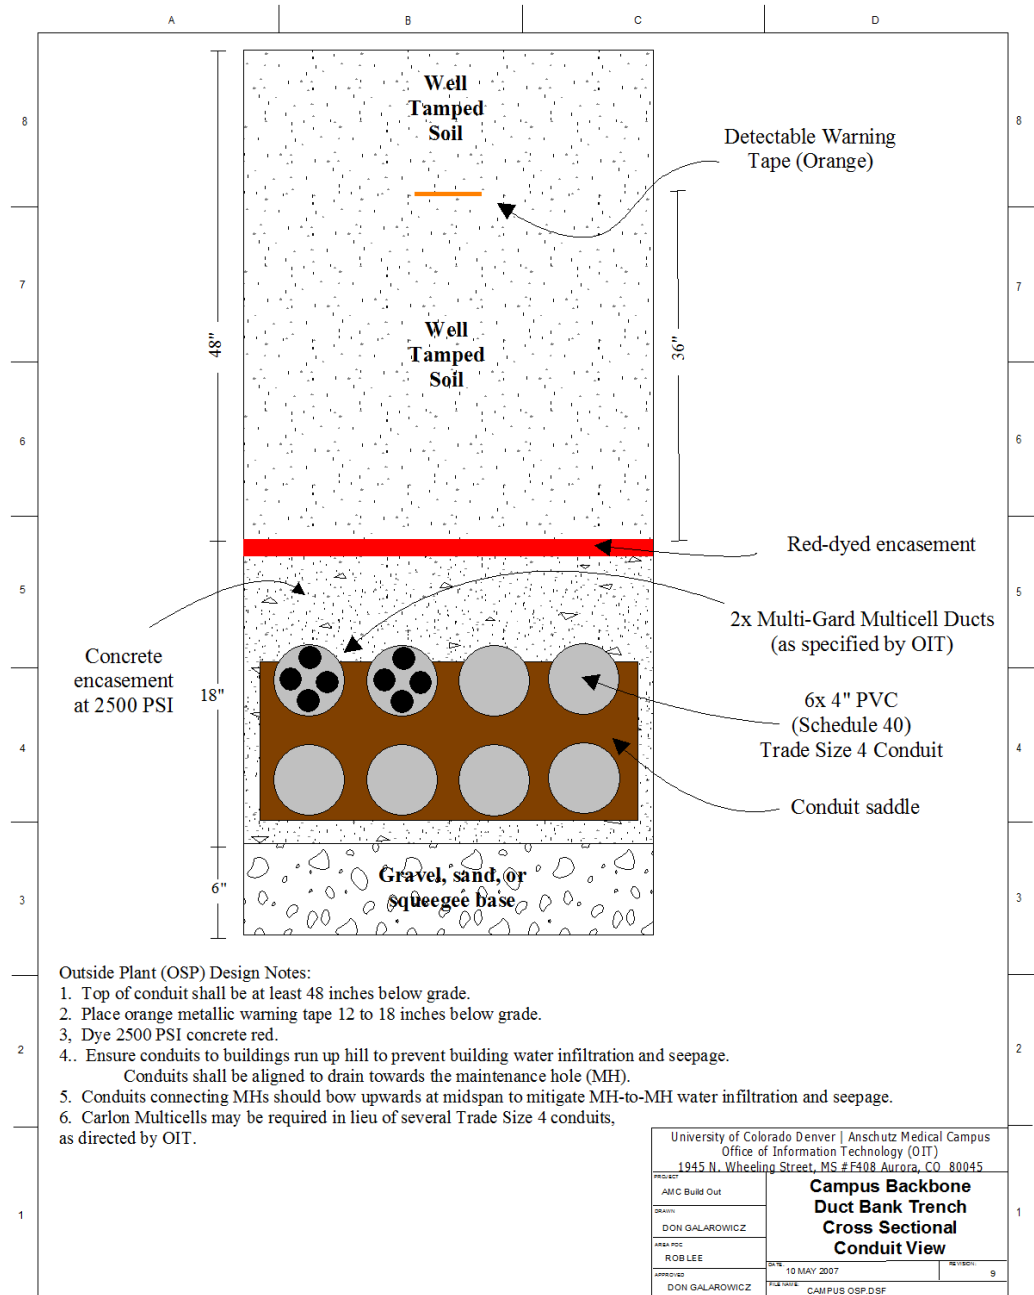 A
B
C
D
8
8
Well
Tamped
Soil
Detectable Warning
Tape (Orange)
7
7
48"
Well
Tamped
Soil
36"
6
6
Red-dyed encasement
5
5
2x Multi-Gard Multicell Ducts
(as specified by OIT)
Concrete
encasement
at 2500 PSI
18"
6x 4" PVC
(Schedule 40)
Trade Size 4 Conduit
4
4
Conduit saddle
6"
Gravel, sand, or
squeegee base
3
3
Outside Plant (OSP) Design Notes:
1. Top of conduit shall be at least 48 inches below grade.
2. Place orange metallic warning tape 12 to 18 inches below grade.
3, Dye 2500 PSI concrete red.
4.. Ensure conduits to buildings run up hill to prevent building water infiltration and seepage.
Conduits shall be aligned to drain towards the maintenance hole (MH).
5. Conduits connecting MHs should bow upwards at midspan to mitigate MH-to-MH water infiltration and seepage.
6. Carlon Multicells may be required in lieu of several Trade Size 4 conduits,
as directed by OIT.
2
2
University of Colorado Denver | Anschutz Medical Campus
Office of Information Technology (OIT)
1945 N. Wheeling Street, MS #F408 Aurora, CO 80045
PROJECT
AMC Build Out
DRAWN
DON GALAROWICZ
AREA POC
ROB LEE
APPROVED
DON GALAROWICZ
Campus Backbone
Duct Bank Trench
Cross Sectional
Conduit View
DATE
10 MAY 2007
REVISION:
9
FILE NAME
CAMPUS OSP.DSF
1
1